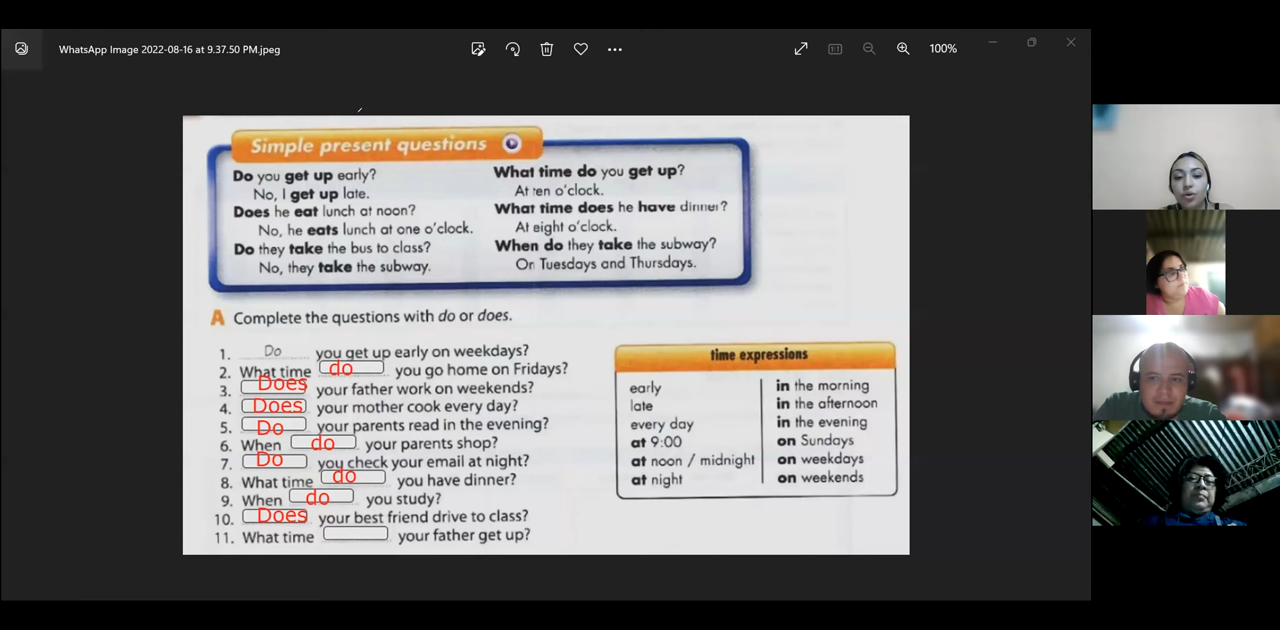 WhatsApp Image 2022-08-16 at 9.37.50 PM.jpeg
100%
Simple present questions
Do you get up early?
No, I get up late.
Does he eat lunch at noon?
No, he eats lunch at one o'clock.
Do they take the bus to class?
No, they take the subway.
What time do you get up?
At ten o'clock.
What time does he have dinner?
At eight o'clock.
When do they take the subway?
On Tuesdays and Thursdays.
A Complete the questions with do or does.
1. Do you get up early on weekdays?
2. What time do you go home on Fridays?
3. Does your father work on weekends?
4. Does your mother cook every day?
5. Do your parents read in the evening?
6. When do your parents shop?
7. Do you check your email at night?
8. What time do you have dinner?
9. When do you study?
10. Does your best friend drive to class?
11. What time your father get up?
time expressions
early
late
every day
at 9:00
at noon / midnight
at night
in the morning
in the afternoon
in the evening
on Sundays
on weekdays
on weekends